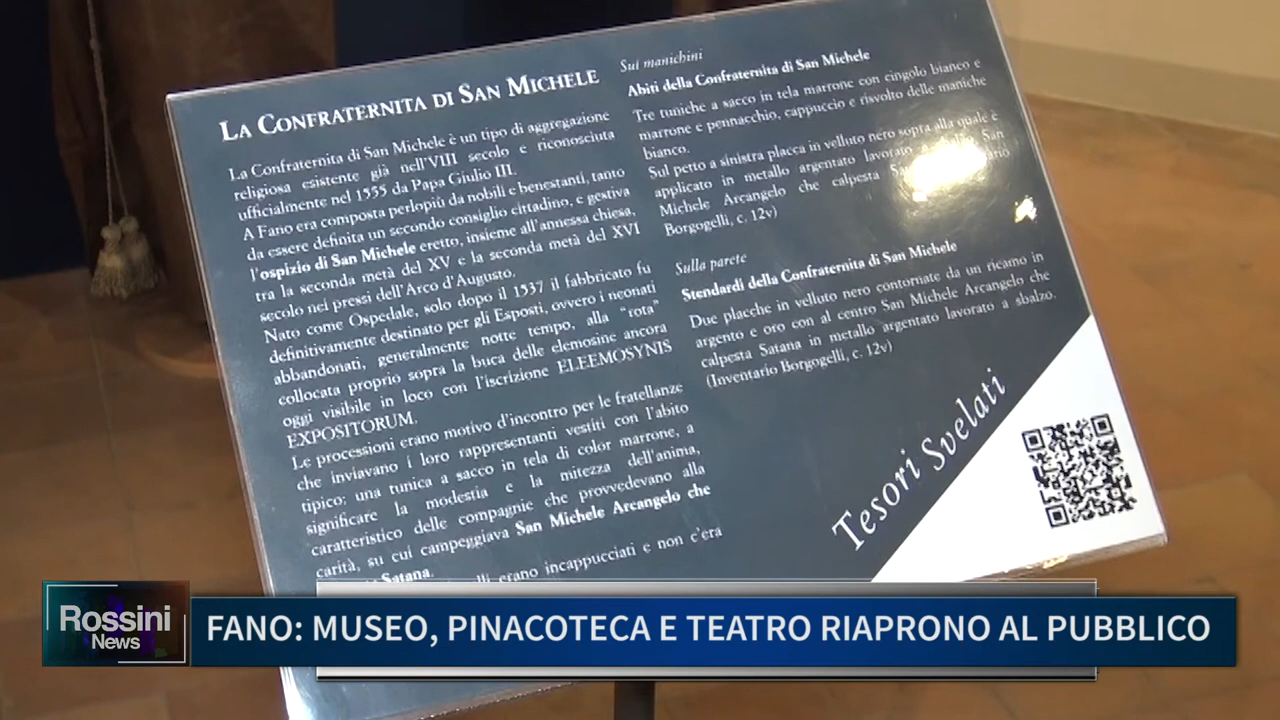 LA CONFRATERNITA DI SAN MICHELE
La Confraternita di San Michele è un tipo di aggregazione
religiosa esistente già nell'VIII secolo e riconosciuta
ufficialmente nel 1555 da Papa Giulio III.
A Fano era composta perlopiù da nobili e benestanti, tanto
da essere definita un secondo consiglio cittadino, e gestiva
l'ospizio di San Michele eretto, insieme all'annessa chiesa,
tra la seconda metà del XV e la seconda metà del XVI
secolo nei pressi dell'Arco d'Augusto.
Nato come Ospedale, solo dopo il 1537 il fabbricato fu
definitivamente destinato per gli Esposti, ovvero i neonati
abbandonati, generalmente notte tempo, alla "rota"
collocata proprio sopra la buca delle elemosine ancora
oggi visibile in loco con l'iscrizione ELEEMOSYNIS
EXPOSITORUM.
Le processioni erano motivo d'incontro per le fratellanze
che inviavano i loro rappresentanti vestiti con l'abito
tipico: una tunica a sacco in tela di color marrone, a
significare la modestia e la mitezza dell'anima,
caratteristico delle compagnie che provvedevano alla
carità, su cui campeggiava San Michele Arcangelo che
Satana.
erano incappucciati e non c'era
Sui manichini
Abiti della Confraternita di San Michele
Tre tuniche a sacco in tela marrone con cingolo bianco e
marrone e pennacchio, cappuccio e risvolto delle maniche
bianco.
Sul petto a sinistra placca in velluto nero sopra alla quale è
applicato in metallo argentato lavorato a San
Michele Arcangelo che calpesta
Borgogelli, c. 12v)
Sulla parete
Stendardi della Confraternita di San Michele
Due placche in velluto nero contornate da un ricamo in
argento e oro con al centro San Michele Arcangelo che
calpesta Satana in metallo argentato lavorato a sbalzo.
(Inventario Borgogelli, c. 12v)
Tesori Svelati
Rossini
News
FANO: MUSEO, PINACOTECA E TEATRO RIAPRONO AL PUBBLICO